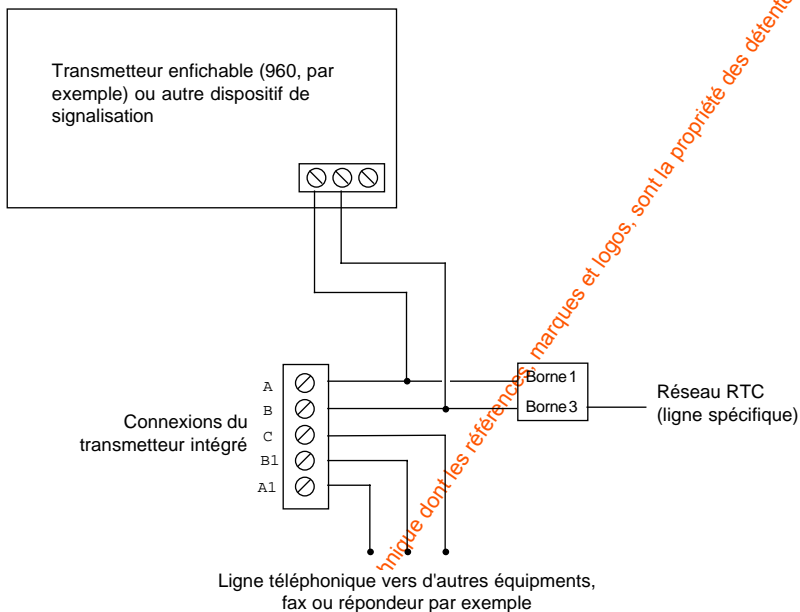 Transmetteur enfichable (960, par
exemple) ou autre dispositif de
signalisation
A
B
C
B1
A1
Connexions du
transmetteur intégré
Borne 1
Borne 3
Réseau RTC
(ligne spécifique)
Ligne téléphonique vers d'autres équipments,
fax ou répondeur par exemple
dont les références, marques et logos, sont la propriété des